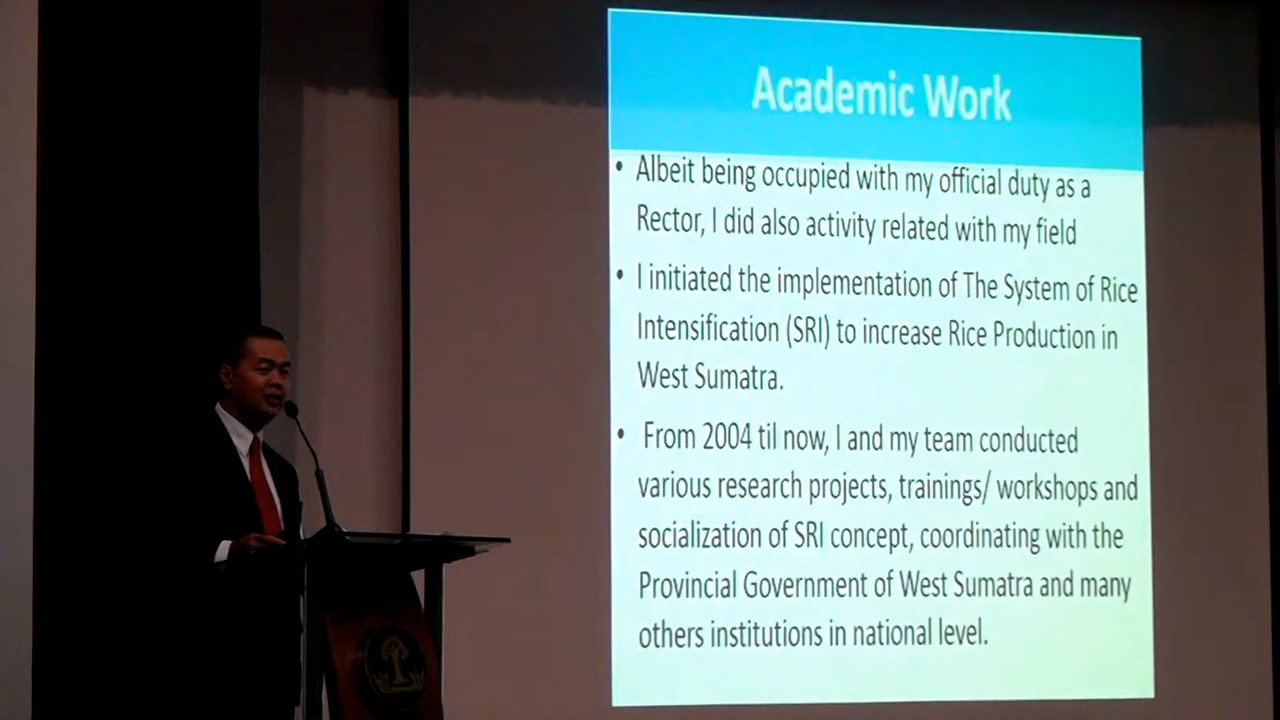 Academic Work
• Albeit being occupied with my official duty as a
Rector, I did also activity related with my field
• I initiated the implementation of The System of Rice
Intensification (SRI) to increase Rice Production in
West Sumatra.
• From 2004 til now, I and my team conducted
various research projects, trainings/ workshops and
socialization of SRI concept, coordinating with the
Provincial Government of West Sumatra and many
others institutions in national level.